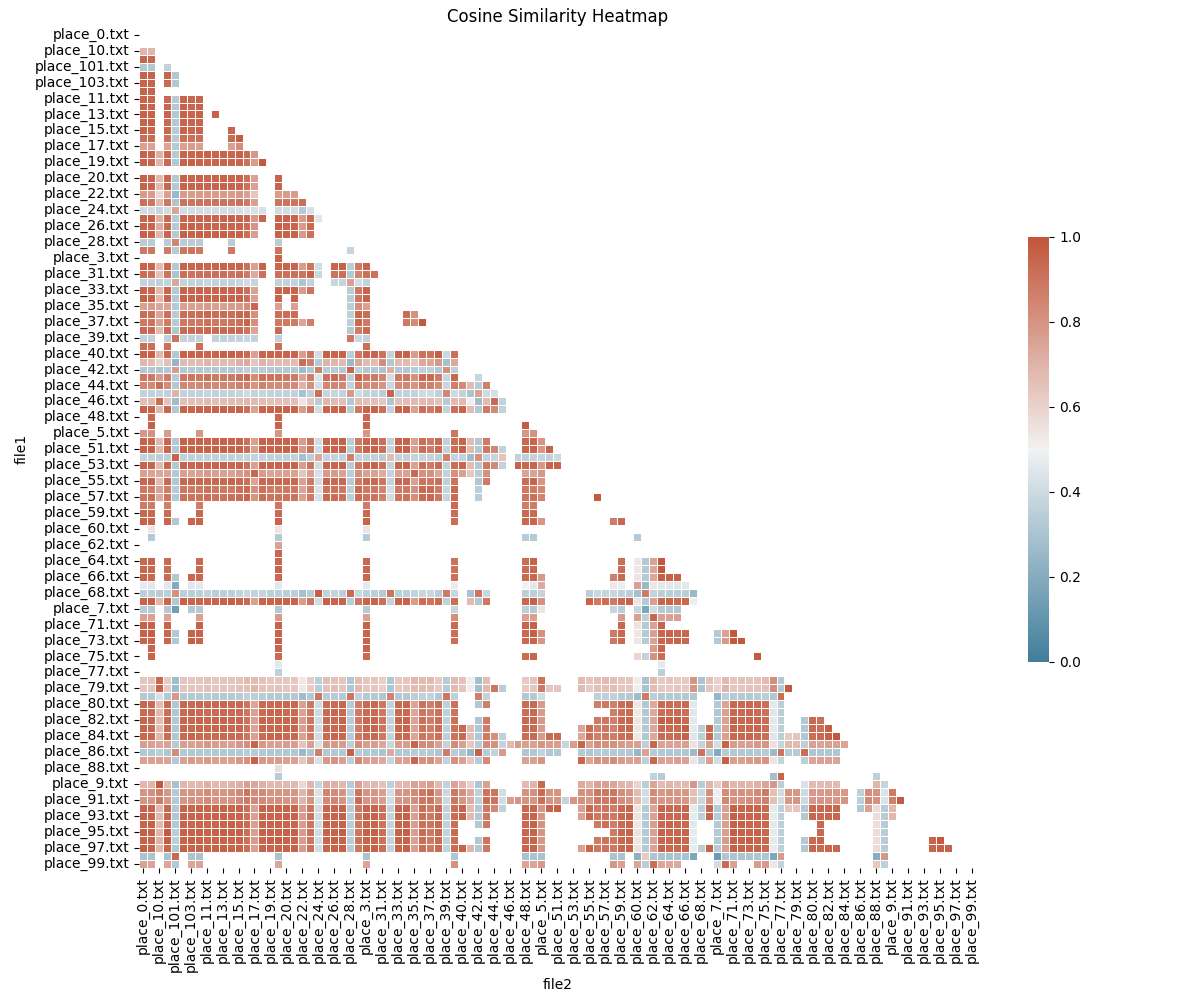 Cosine Similarity Heatmap
place_0.txt
place_10.txt
place_101.txt
place_103.txt
place_11.txt
place_13.txt
place_15.txt
place_17.txt
place_19.txt
place_20.txt
place_22.txt
place_24.txt
place_26.txt
place_28.txt
place_3.txt
place_31.txt
place_33.txt
place_35.txt
place_37.txt
place_39.txt
place_40.txt
place_42.txt
place_44.txt
place_46.txt
place_48.txt
place_5.txt
place_51.txt
place_53.txt
place_55.txt
place_57.txt
place_59.txt
place_60.txt
place_62.txt
place_64.txt
place_66.txt
place_68.txt
place_7.txt
place_71.txt
place_73.txt
place_75.txt
place_77.txt
place_79.txt
place_80.txt
place_82.txt
place_84.txt
place_86.txt
place_88.txt
place_9.txt
place_91.txt
place_93.txt
place_95.txt
place_97.txt
place_99.txt
file1
place_0.txt
place_10.txt
place_101.txt
place_103.txt
place_11.txt
place_13.txt
place_15.txt
place_17.txt
place_19.txt
place_20.txt
place_22.txt
place_24.txt
place_26.txt
place_28.txt
place_3.txt
place_31.txt
place_33.txt
place_35.txt
place_37.txt
place_39.txt
place_40.txt
place_42.txt
place_44.txt
place_46.txt
place_48.txt
place_5.txt
place_51.txt
place_53.txt
place_55.txt
place_57.txt
place_59.txt
place_60.txt
place_62.txt
place_64.txt
place_66.txt
place_68.txt
place_7.txt
place_71.txt
place_73.txt
place_75.txt
place_77.txt
place_79.txt
place_80.txt
place_82.txt
place_84.txt
place_86.txt
place_88.txt
place_9.txt
place_91.txt
place_93.txt
place_95.txt
place_97.txt
place_99.txt
file2
1.0
0.8
0.6
0.4
0.2
0.0